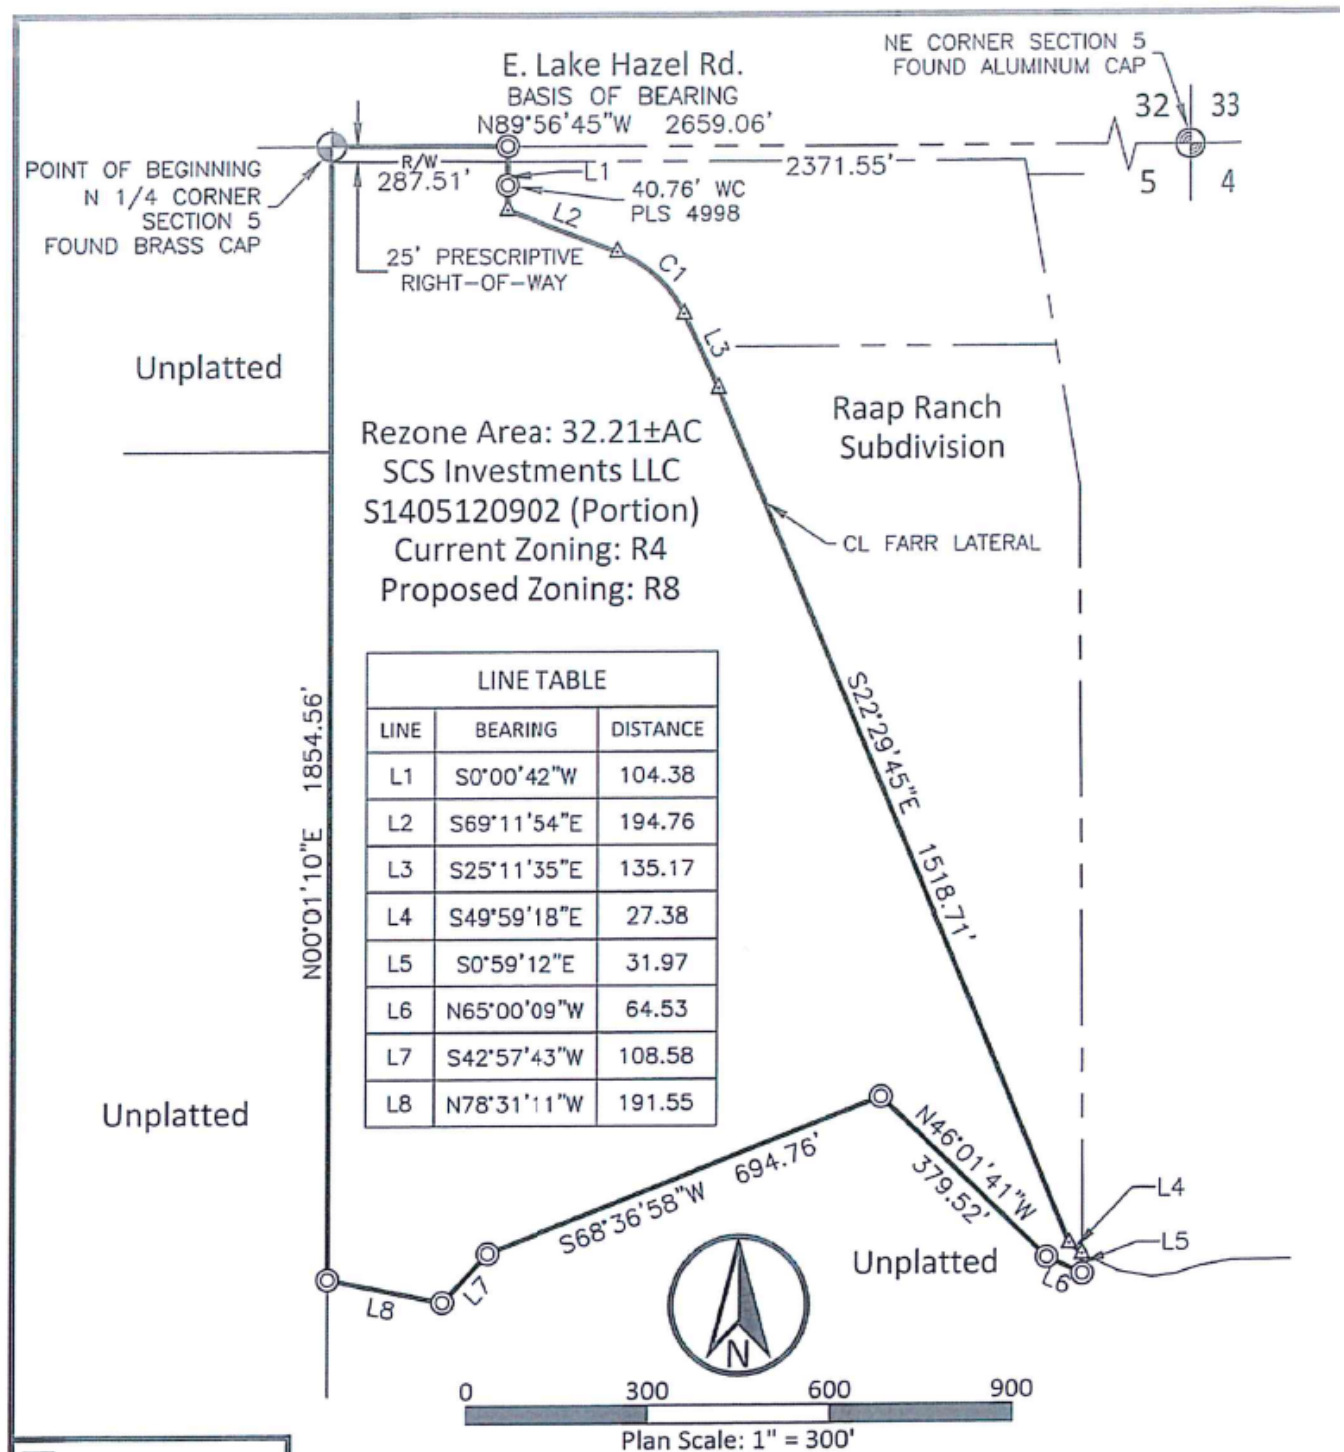 E. Lake Hazel Rd.
BASIS OF BEARING
N89°56'45"W 2659.06'
NE CORNER SECTION 5
FOUND ALUMINUM CAP
32 33
5 4
POINT OF BEGINNING
N 1/4 CORNER
SECTION 5
FOUND BRASS CAP
R/W
287.51'
L1
2371.55'
40.76' WC
PLS 4998
L2
25' PRESCRIPTIVE
RIGHT-OF-WAY
C1
L3
Unplatted
Raap Ranch
Subdivision
Rezone Area: 32.21±AC
SCS Investments LLC
S1405120902 (Portion)
Current Zoning: R4
Proposed Zoning: R8
CL FARR LATERAL
LINE TABLE
LINE BEARING DISTANCE
L1 S0°00'42"W 104.38
L2 S69°11'54"E 194.76
L3 S25°11'35"E 135.17
L4 S49°59'18"E 27.38
L5 S0°59'12"E 31.97
L6 N65°00'09"W 64.53
L7 S42°57'43"W 108.58
L8 N78°31'11"W 191.55
N00°01'10"E 1854.56'
S22°29'45"E 1518.71'
Unplatted
S68°36'58"W 694.76'
N46°01'41"W
379.52'
L4
L5
L6
Unplatted
L7
L8
N
0 300 600 900
Plan Scale: 1" = 300'